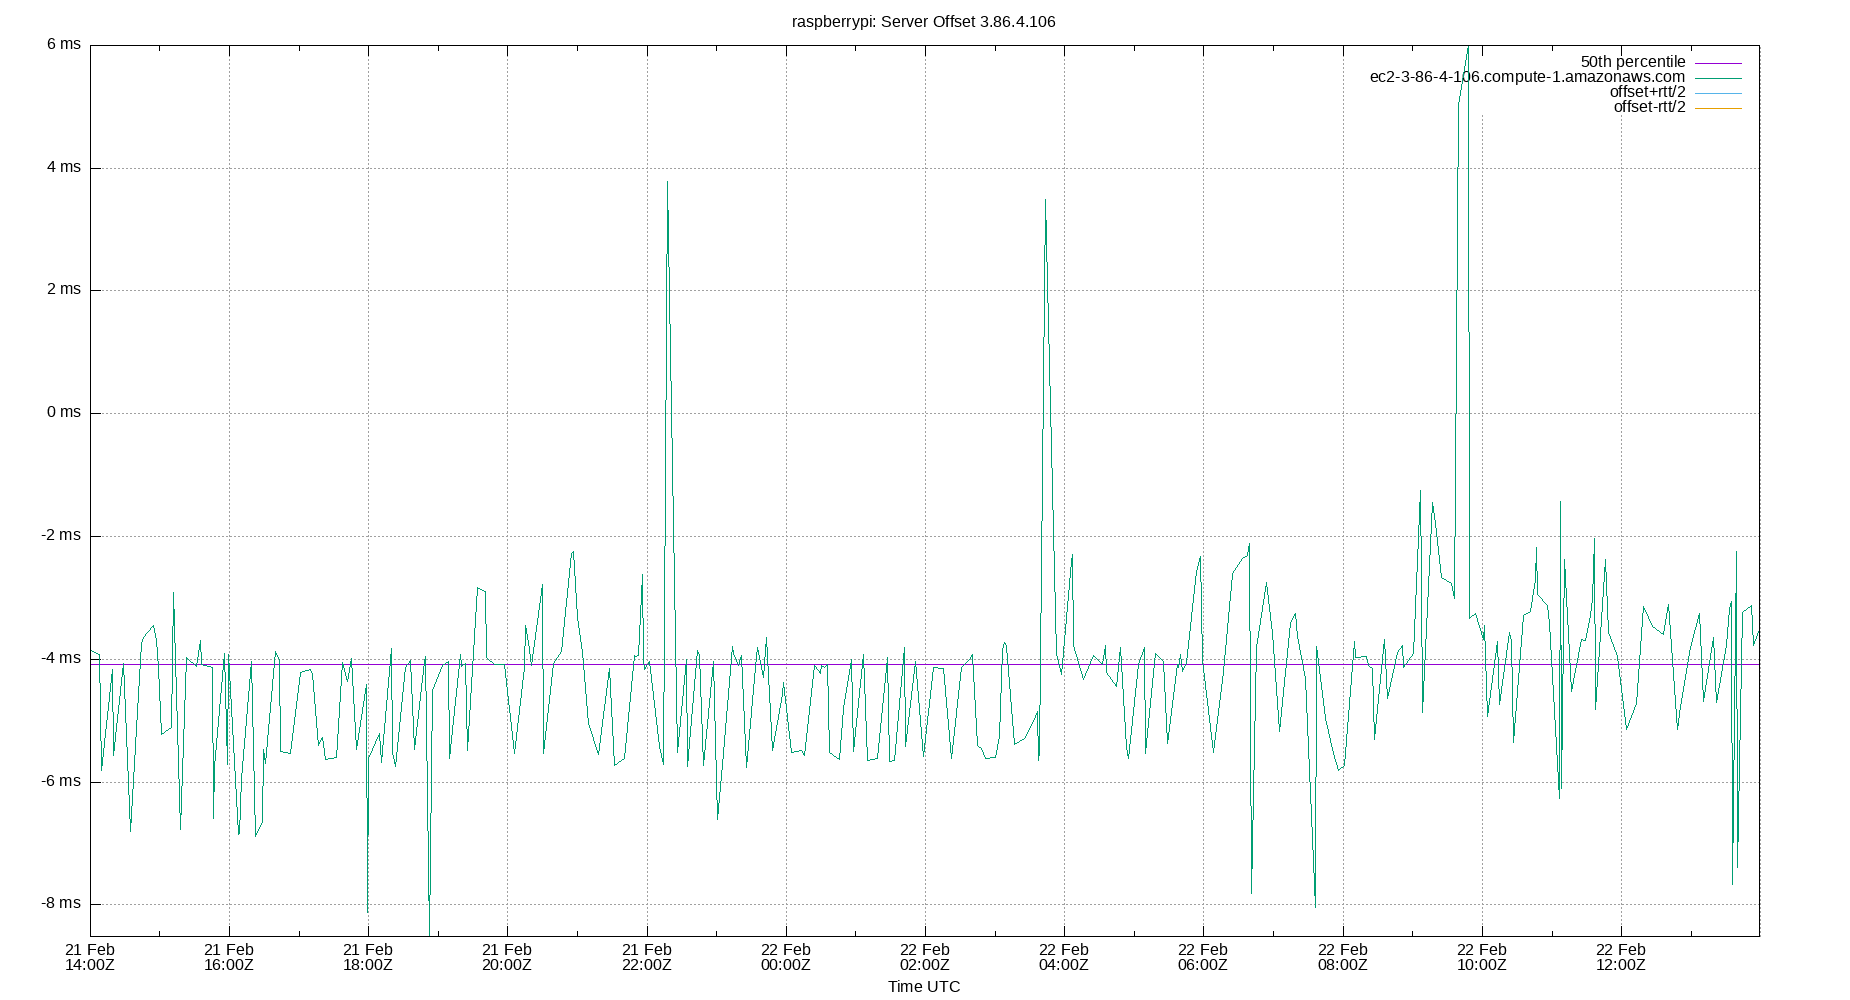 raspberrypi: Server Offset 3.86.4.106
6 ms
4 ms
2 ms
0 ms
-2 ms
-4 ms
-6 ms
-8 ms
50th percentile
ec2-3-86-4-106.compute-1.amazonaws.com
offset+rtt/2
offset-rtt/2
21 Feb 21 Feb 21 Feb 21 Feb 21 Feb 22 Feb 22 Feb 22 Feb 22 Feb 22 Feb 22 Feb 22 Feb
14:00Z 16:00Z 18:00Z 20:00Z 22:00Z 00:00Z 02:00Z 04:00Z 06:00Z 08:00Z 10:00Z 12:00Z
Time UTC